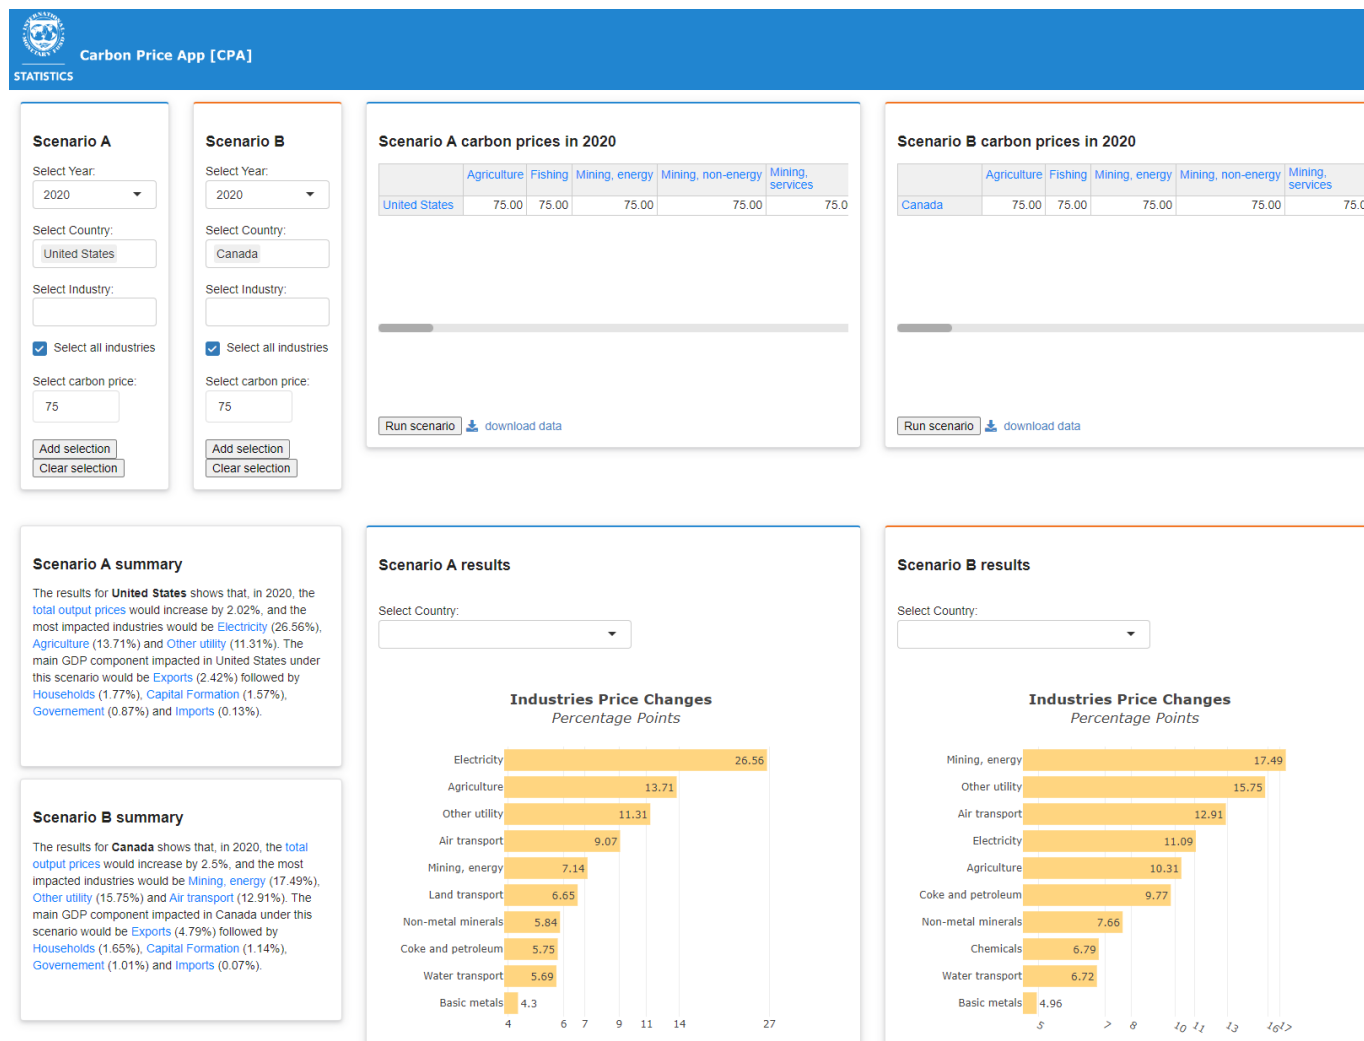 INTERNATIONAL MONETARY FUND
STATISTICS
Carbon Price App [CPA]
Scenario A
Select Year:
2020
Select Country:
United States
Select Industry:
Select all industries
Select carbon price:
75
Add selection
Clear selection
Scenario B
Select Year:
2020
Select Country:
Canada
Select Industry:
Select all industries
Select carbon price:
75
Add selection
Clear selection
Scenario A carbon prices in 2020
Agriculture Fishing Mining, energy Mining, non-energy Mining,
services
United States 75.00 75.00 75.00 75.00 75.0
Run scenario download data
Scenario B carbon prices in 2020
Agriculture Fishing Mining, energy Mining, non-energy Mining,
services
Canada 75.00 75.00 75.00 75.00 75.0
Run scenario download data
Scenario A summary
The results for United States shows that, in 2020, the
total output prices would increase by 2.02%, and the
most impacted industries would be Electricity (26.56%),
Agriculture (13.71%) and Other utility (11.31%). The
main GDP component impacted in United States under
this scenario would be Exports (2.42%) followed by
Households (1.77%), Capital Formation (1.57%),
Governement (0.87%) and Imports (0.13%).
Scenario B summary
The results for Canada shows that, in 2020, the total
output prices would increase by 2.5%, and the most
impacted industries would be Mining, energy (17.49%),
Other utility (15.75%) and Air transport (12.91%). The
main GDP component impacted in Canada under this
scenario would be Exports (4.79%) followed by
Households (1.65%), Capital Formation (1.14%),
Governement (1.01%) and Imports (0.07%).
Scenario A results
Select Country:
Industries Price Changes
Percentage Points
Electricity 26.56
Agriculture 13.71
Other utility 11.31
Air transport 9.07
Mining, energy 7.14
Land transport 6.65
Non-metal minerals 5.84
Coke and petroleum 5.75
Water transport 5.69
Basic metals 4.3
4 6 7 9 11 14 27
Scenario B results
Select Country:
Industries Price Changes
Percentage Points
Mining, energy 17.49
Other utility 15.75
Air transport 12.91
Electricity 11.09
Agriculture 10.31
Coke and petroleum 9.77
Non-metal minerals 7.66
Chemicals 6.79
Water transport 6.72
Basic metals 4.96
5 7 8 10 11 13 16 17